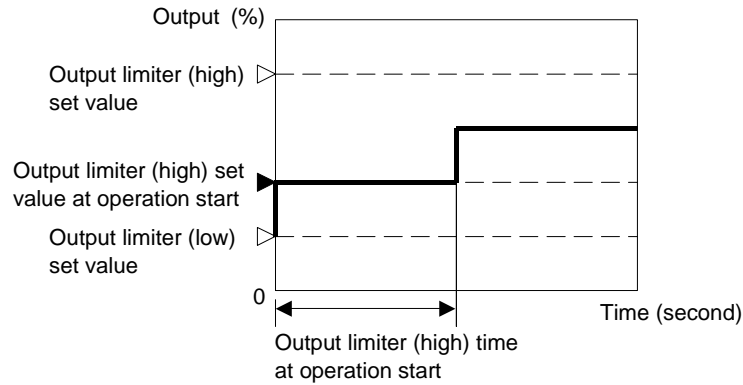 Output (%)
Output limiter (high)
set value
Output limiter (high) set
value at operation start
Output limiter (low)
set value
0
Time (second)
Output limiter (high) time
at operation start